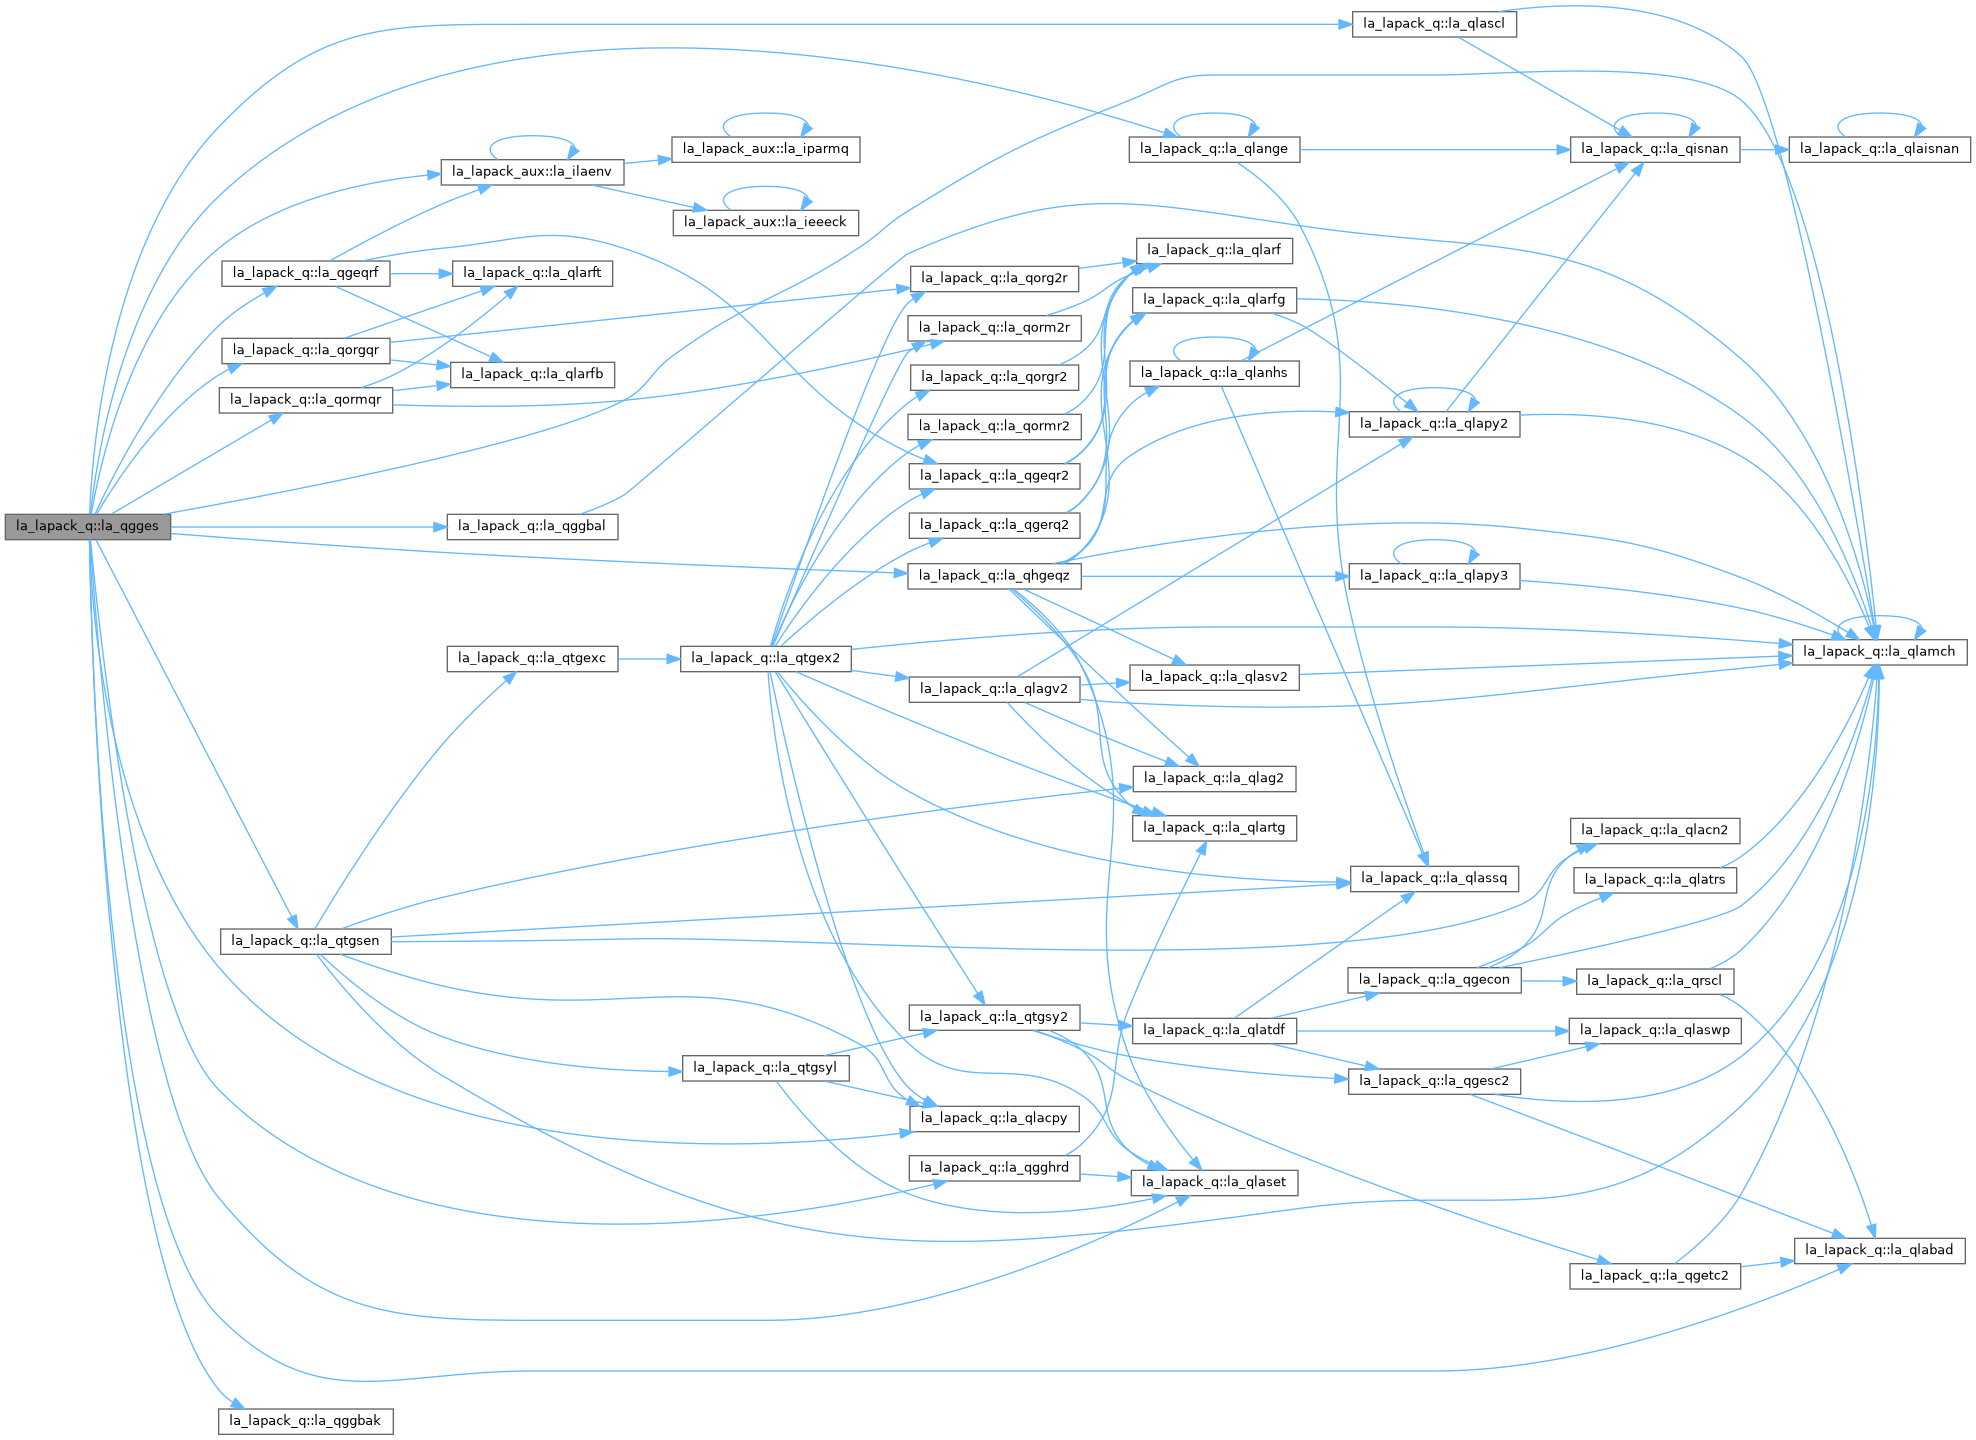 la_lapack_q::la_qlascl
la_lapack_aux::la_iparmq
la_lapack_q::la_qlange
la_lapack_q::la_qisnan
la_lapack_q::la_qlaisnan
la_lapack_aux::la_ilaenv
la_lapack_aux::la_ieeeck
la_lapack_q::la_qlarf
la_lapack_q::la_qgeqrf
la_lapack_q::la_qlarft
la_lapack_q::la_qorg2r
la_lapack_q::la_qlarfg
la_lapack_q::la_qorm2r
la_lapack_q::la_qorgqr
la_lapack_q::la_qlarfb
la_lapack_q::la_qorgr2
la_lapack_q::la_qlanhs
la_lapack_q::la_qormqr
la_lapack_q::la_qormr2
la_lapack_q::la_qlapy2
la_lapack_q::la_qgeqr2
la_lapack_q::la_qgges
la_lapack_q::la_qggbal
la_lapack_q::la_qgerq2
la_lapack_q::la_qhgeqz
la_lapack_q::la_qlapy3
la_lapack_q::la_qtgexc
la_lapack_q::la_qtgex2
la_lapack_q::la_qlamch
la_lapack_q::la_qlagv2
la_lapack_q::la_qlasv2
la_lapack_q::la_qlag2
la_lapack_q::la_qlartg
la_lapack_q::la_qlacn2
la_lapack_q::la_qlassq
la_lapack_q::la_qlatrs
la_lapack_q::la_qtgsen
la_lapack_q::la_qgecon
la_lapack_q::la_qrscl
la_lapack_q::la_qtgsy2
la_lapack_q::la_qlatdf
la_lapack_q::la_qlaswp
la_lapack_q::la_qtgsyl
la_lapack_q::la_qgesc2
la_lapack_q::la_qlacpy
la_lapack_q::la_qgghrd
la_lapack_q::la_qlaset
la_lapack_q::la_qlabad
la_lapack_q::la_qgetc2
la_lapack_q::la_qggbak